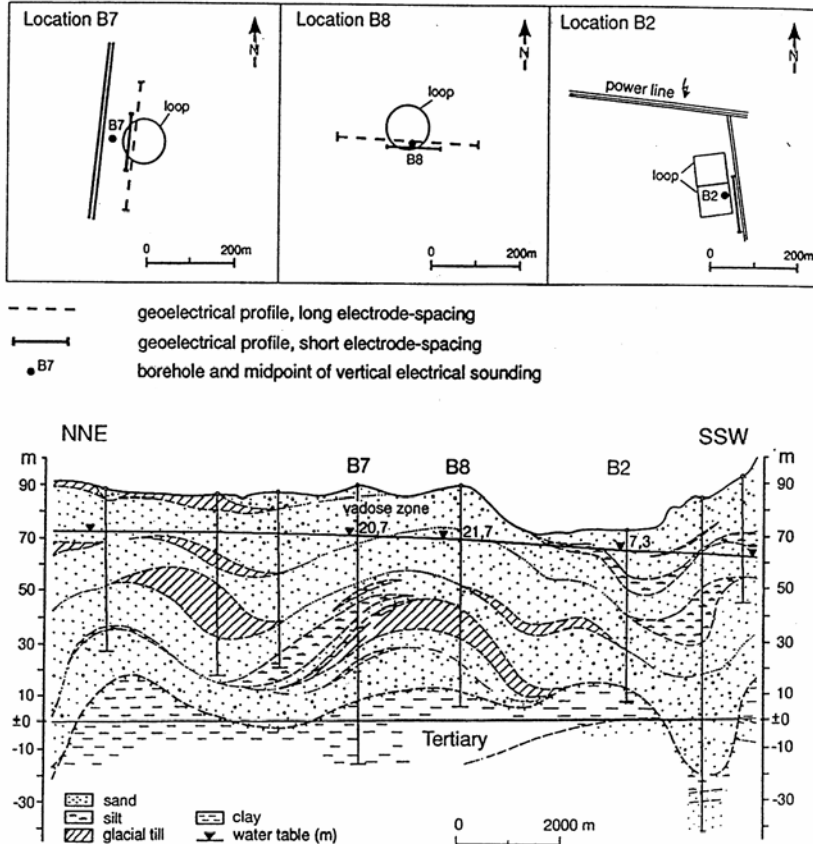 Location B7
N
loop
B7
0 200m
Location B8
N
loop
B8
0 200m
Location B2
N
power line
loop
B2
0 200m
geoelectrical profile, long electrode-spacing
geoelectrical profile, short electrode-spacing
B7
borehole and midpoint of vertical electrical sounding
NNE SSW
m B7 B8 B2 m
90 90
vadose zone
70 20,7 21,7 7,3 70
50 50
30 30
10 10
±0 ±0
-10 Tertiary -10
-30 -30
sand
silt clay
glacial till water table (m)
0 2000 m